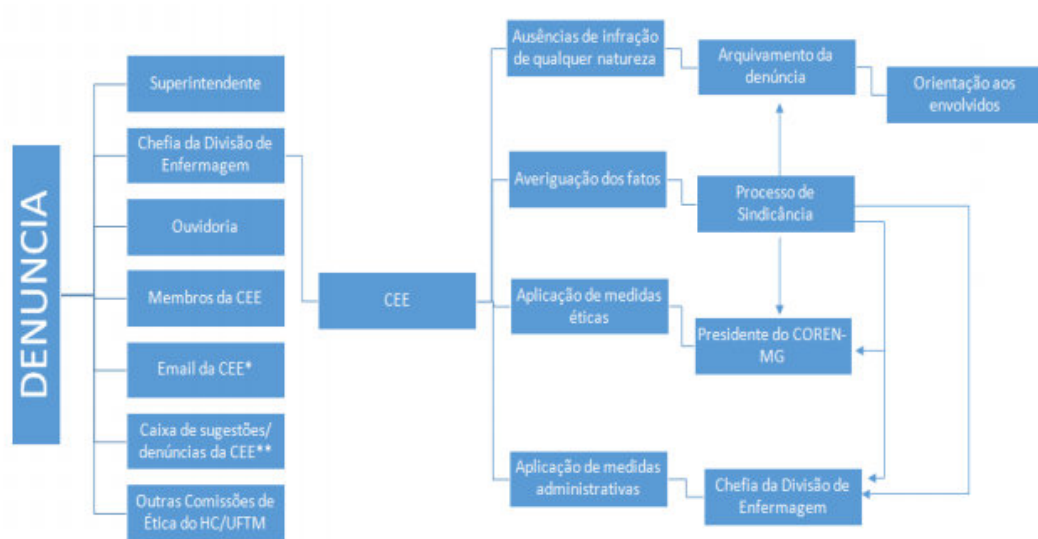 DENUNCIA
Superintendente
Chefia da Divisão de
Enfermagem
Ouvidoria
Membros da CEE
Email da CEE*
Caixa de sugestões/
denúncias da CEE**
Outras Comissões de
Ética do HC/UFTM
CEE
Ausências de infração
de qualquer natureza
Averiguação dos fatos
Aplicação de medidas
éticas
Aplicação de medidas
administrativas
Arquivamento da
denúncia
Processo de
Sindicância
Presidente do COREN-
MG
Chefia da Divisão de
Enfermagem
Orientação aos
envolvidos